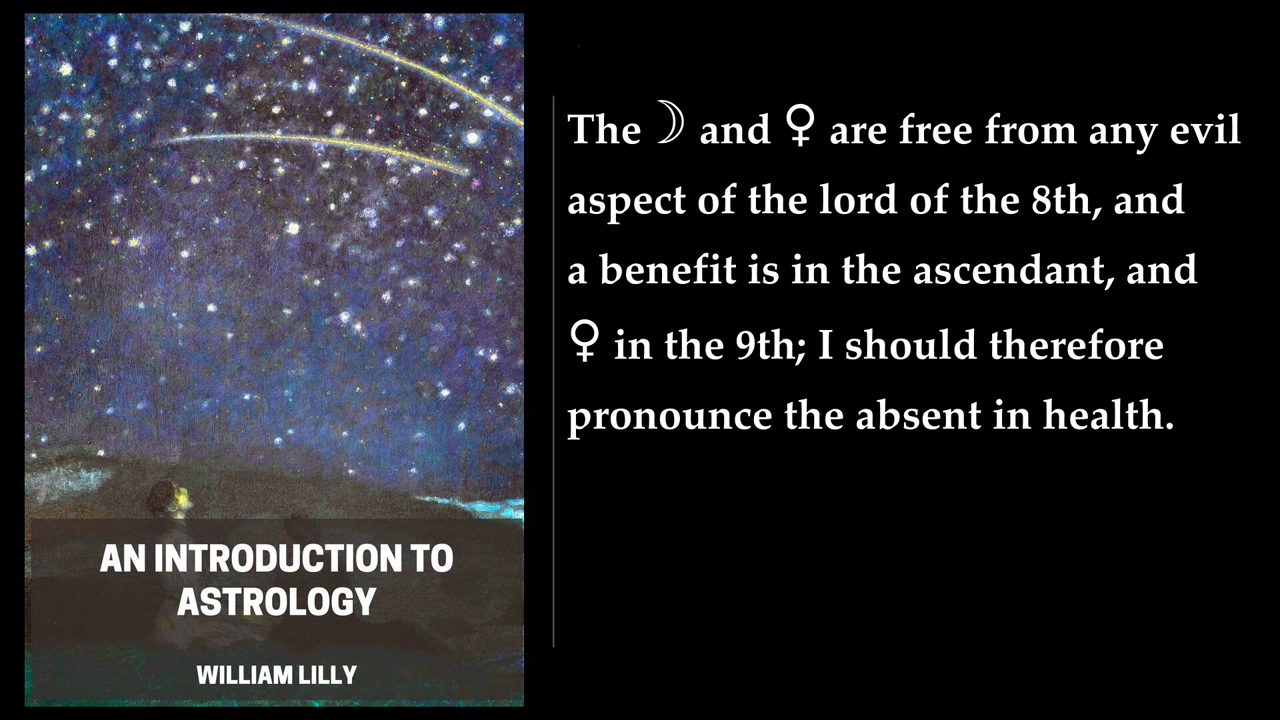 AN INTRODUCTION TO
ASTROLOGY
WILLIAM LILLY
The ☽ and ♀ are free from any evil
aspect of the lord of the 8th, and
a benefit is in the ascendant, and
♀ in the 9th; I should therefore
pronounce the absent in health.